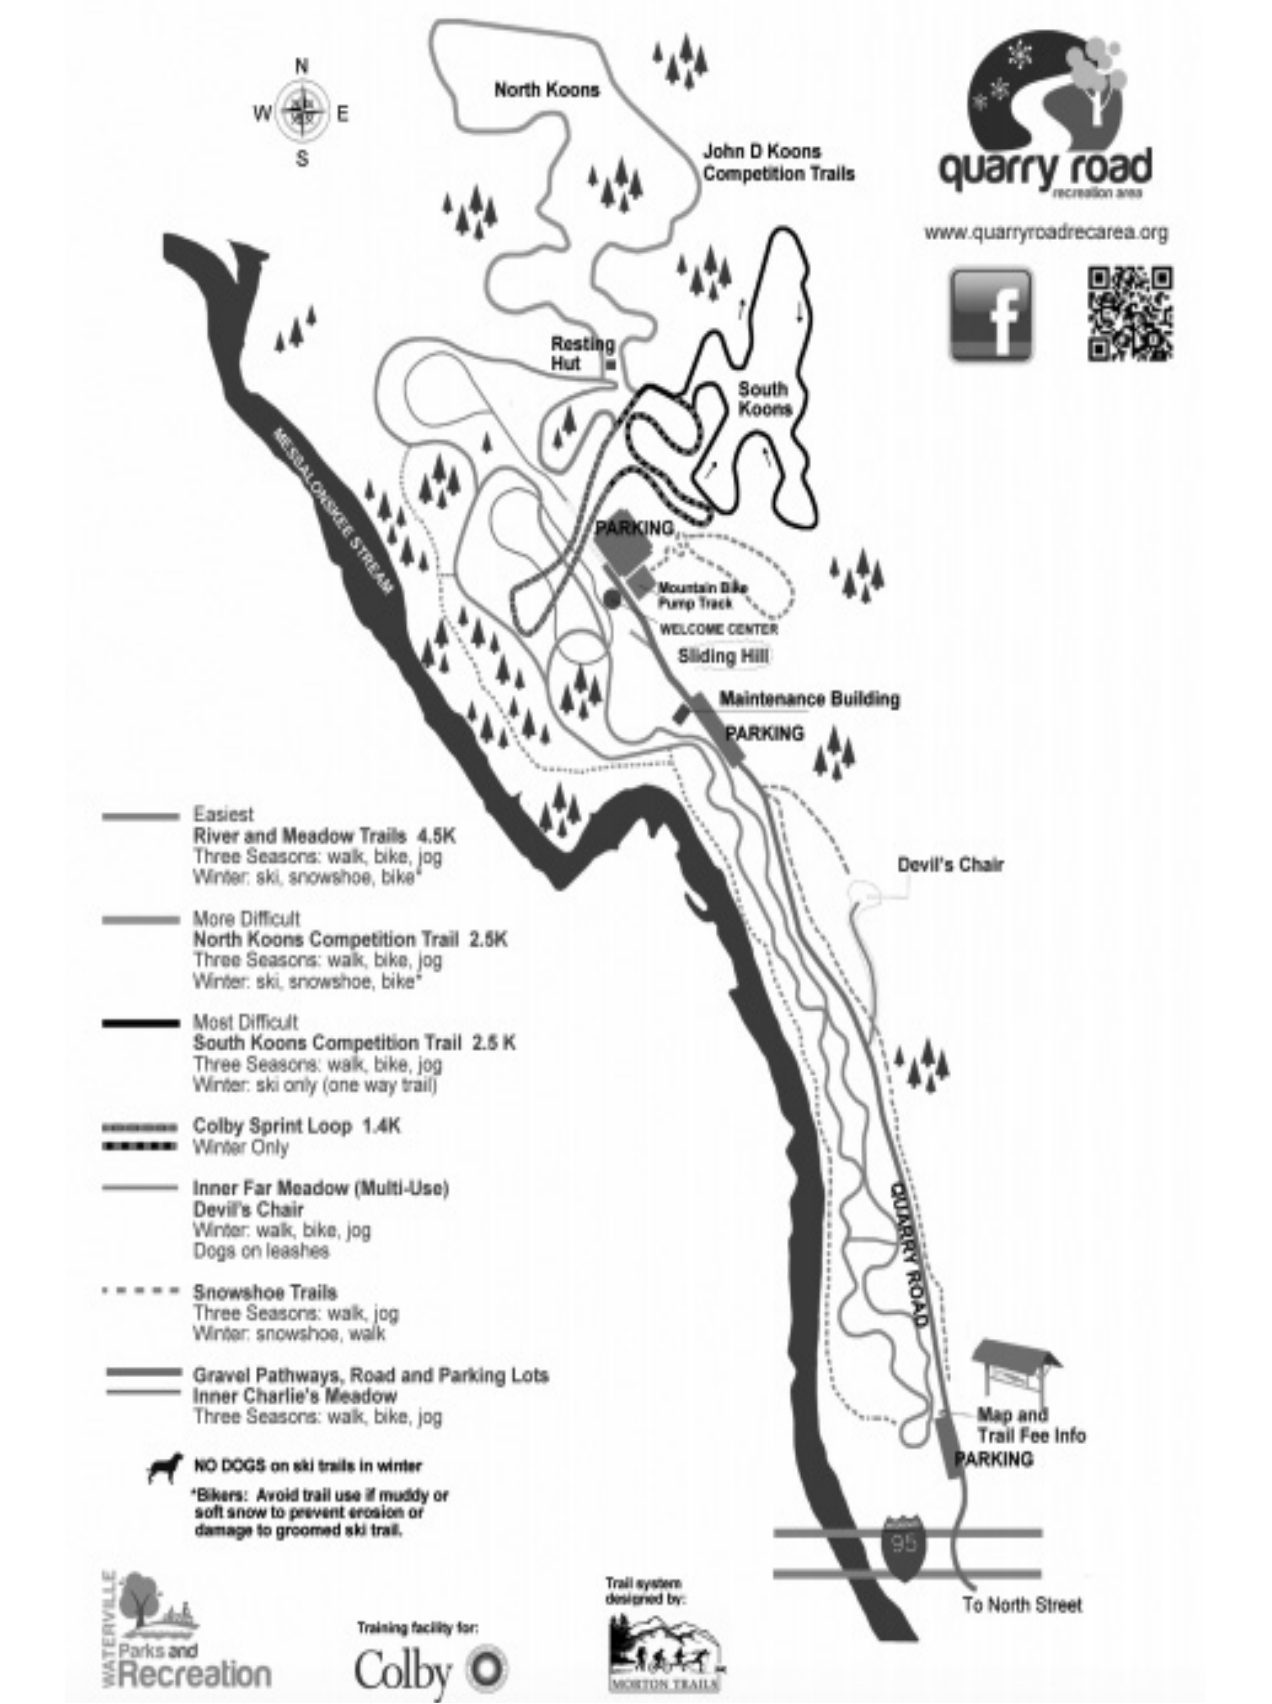 N
W
E
S
North Koons
John D Koons
Competition Trails
quarry road
recreation area
www.quarryroadrecarea.org
f
Resting
Hut
South
Koons
MESSALONSKEE STREAM
PARKING
Mountain Bike
Pump Track
WELCOME CENTER
Sliding Hill
Maintenance Building
PARKING
Devil's Chair
Easiest
River and Meadow Trails 4.5K
Three Seasons: walk, bike, jog
Winter: ski, snowshoe, bike*
More Difficult
North Koons Competition Trail 2.5K
Three Seasons: walk, bike, jog
Winter: ski, snowshoe, bike*
Most Difficult
South Koons Competition Trail 2.5 K
Three Seasons: walk, bike, jog
Winter: ski only (one way trail)
Colby Sprint Loop 1.4K
Winter Only
Inner Far Meadow (Multi-Use)
Devil's Chair
Winter: walk, bike, jog
Dogs on leashes
Snowshoe Trails
Three Seasons: walk, jog
Winter: snowshoe, walk
Gravel Pathways, Road and Parking Lots
Inner Charlie's Meadow
Three Seasons: walk, bike, jog
QUARRY ROAD
Map and
Trail Fee Info
PARKING
NO DOGS on ski trails in winter
*Bikers: Avoid trail use if muddy or
soft snow to prevent erosion or
damage to groomed ski trail.
95
To North Street
WATERVILLE
Parks and
Recreation
Training facility for:
Colby
Trail system
designed by:
MORTON TRAILS